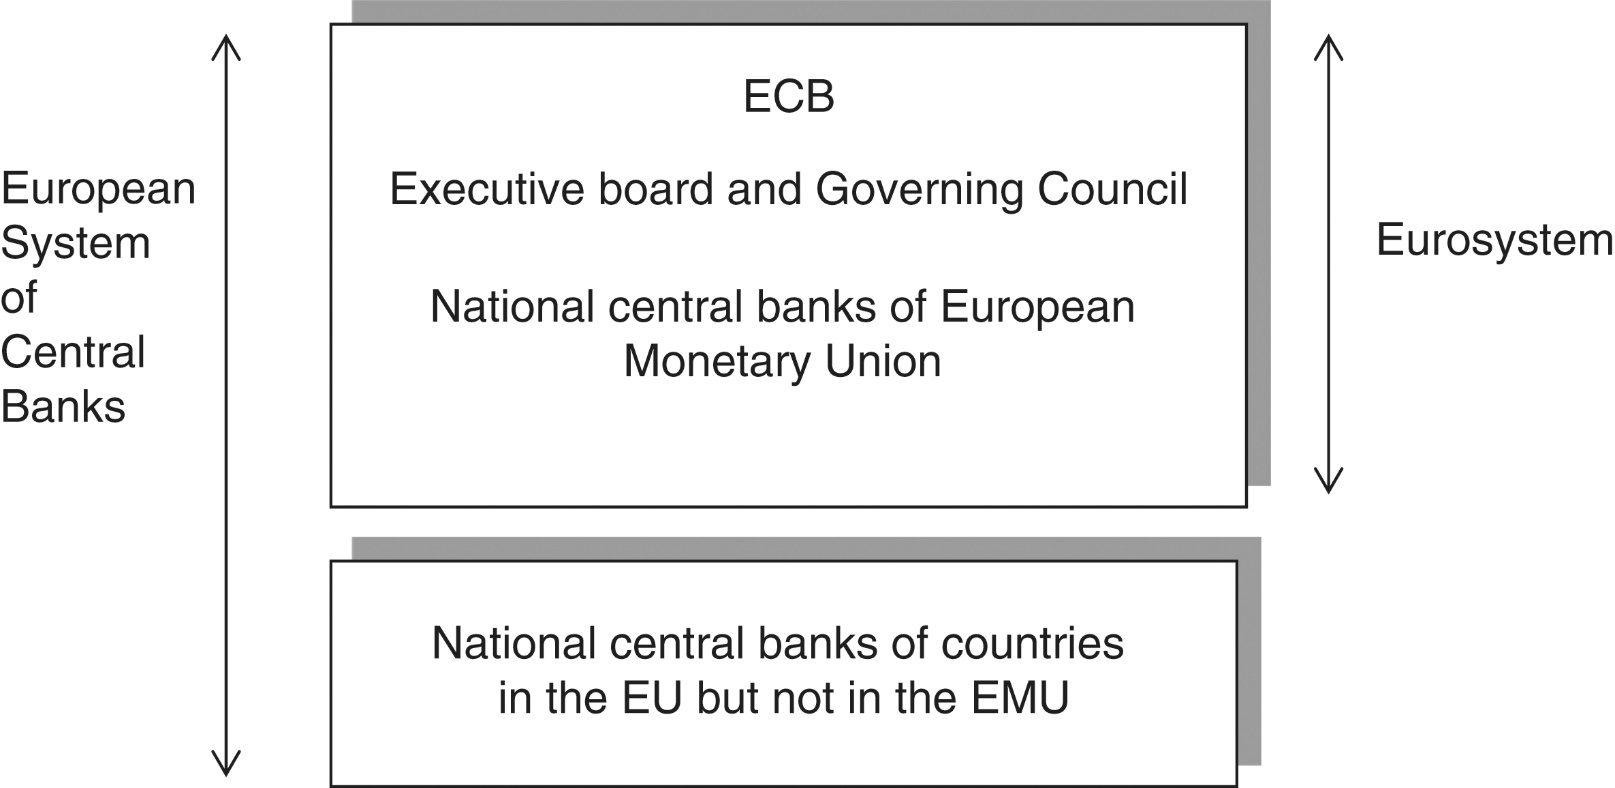 European
System
of
Central
Banks
ECB
Executive board and Governing Council
National central banks of European
Monetary Union
Eurosystem
National central banks of countries
in the EU but not in the EMU